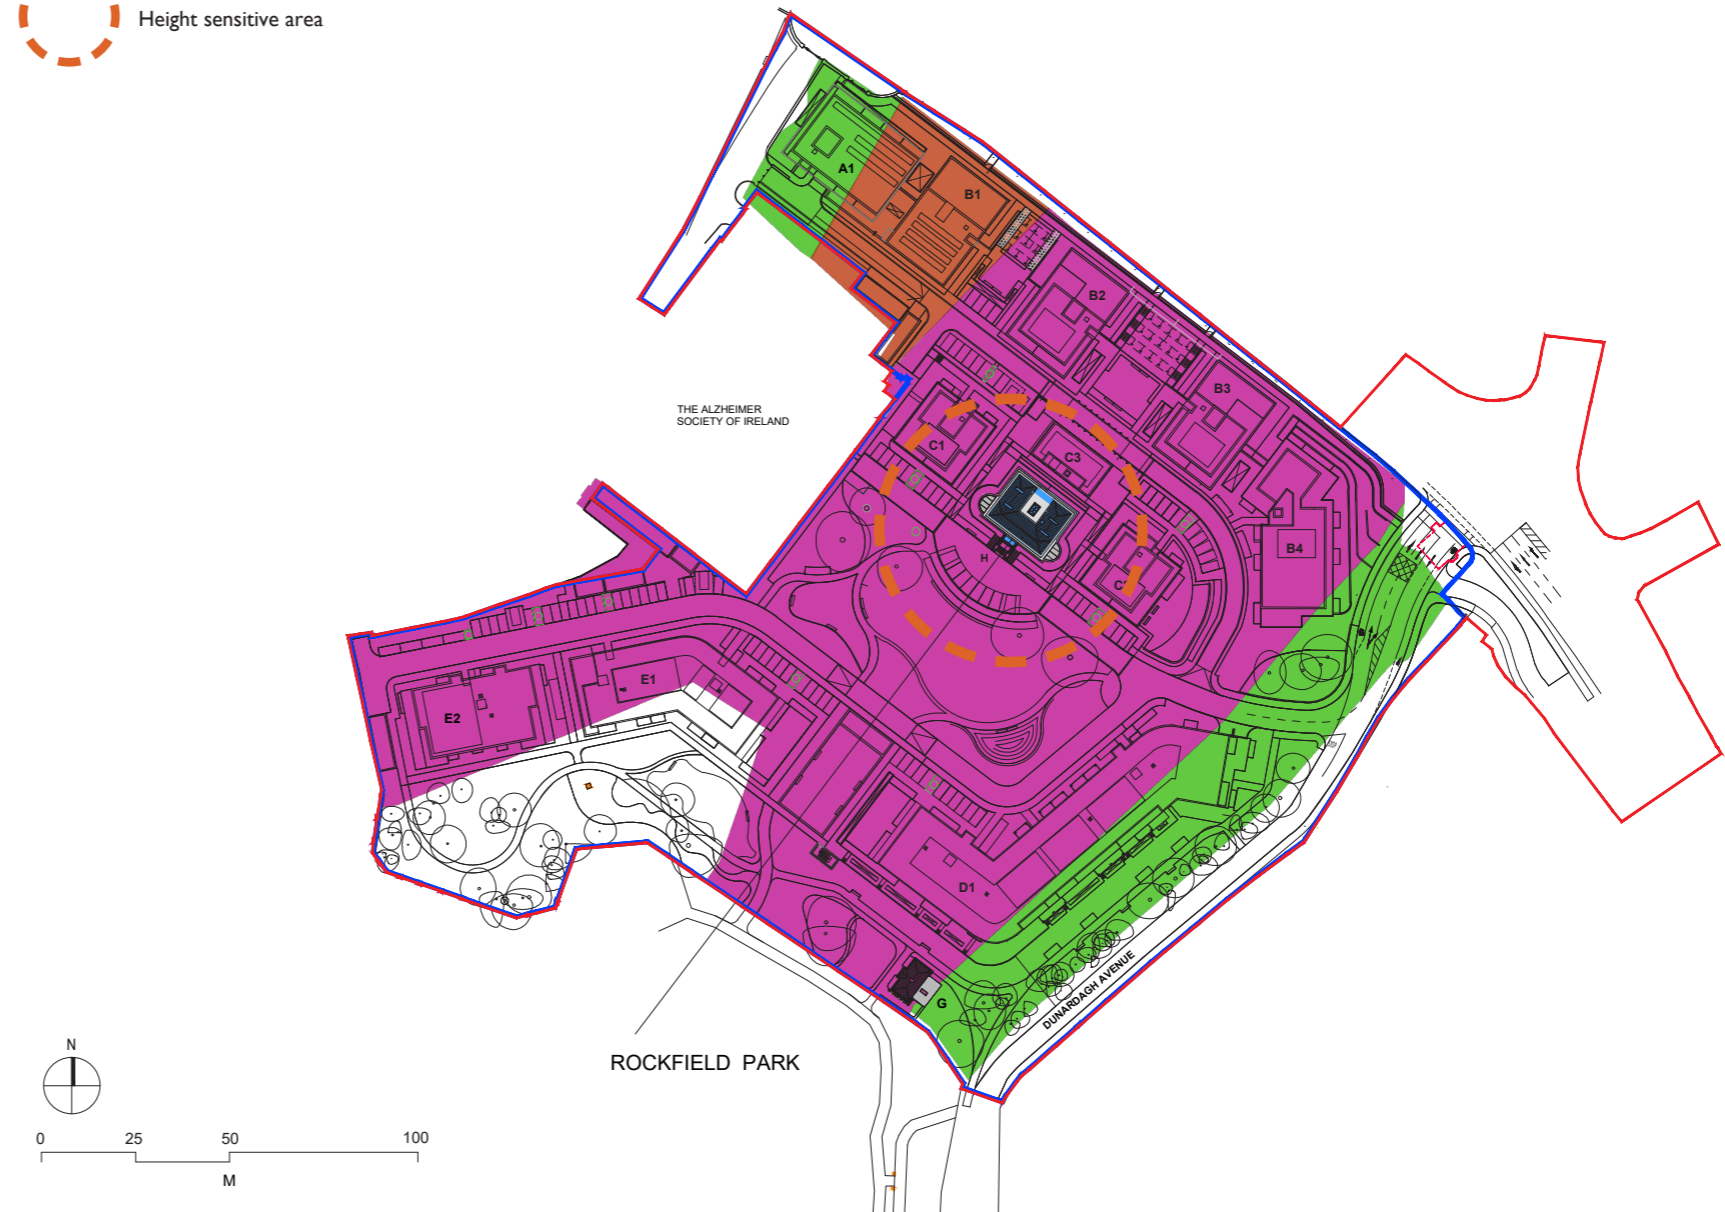 Height sensitive area
A1
B1
B2
B3
THE ALZHEIMER
SOCIETY OF IRELAND
C1
C3
B4
H
E1
E2
D1
G
DUNARDAGH AVENUE
ROCKFIELD PARK
N
0 25 50 100
M